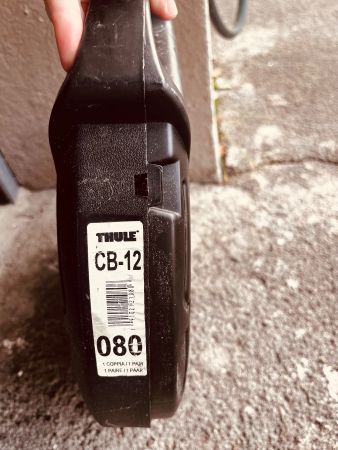 THULE
CB-12
080
1 COPPIA / 1 PAIR
1 PAIRE / 1 PAAR